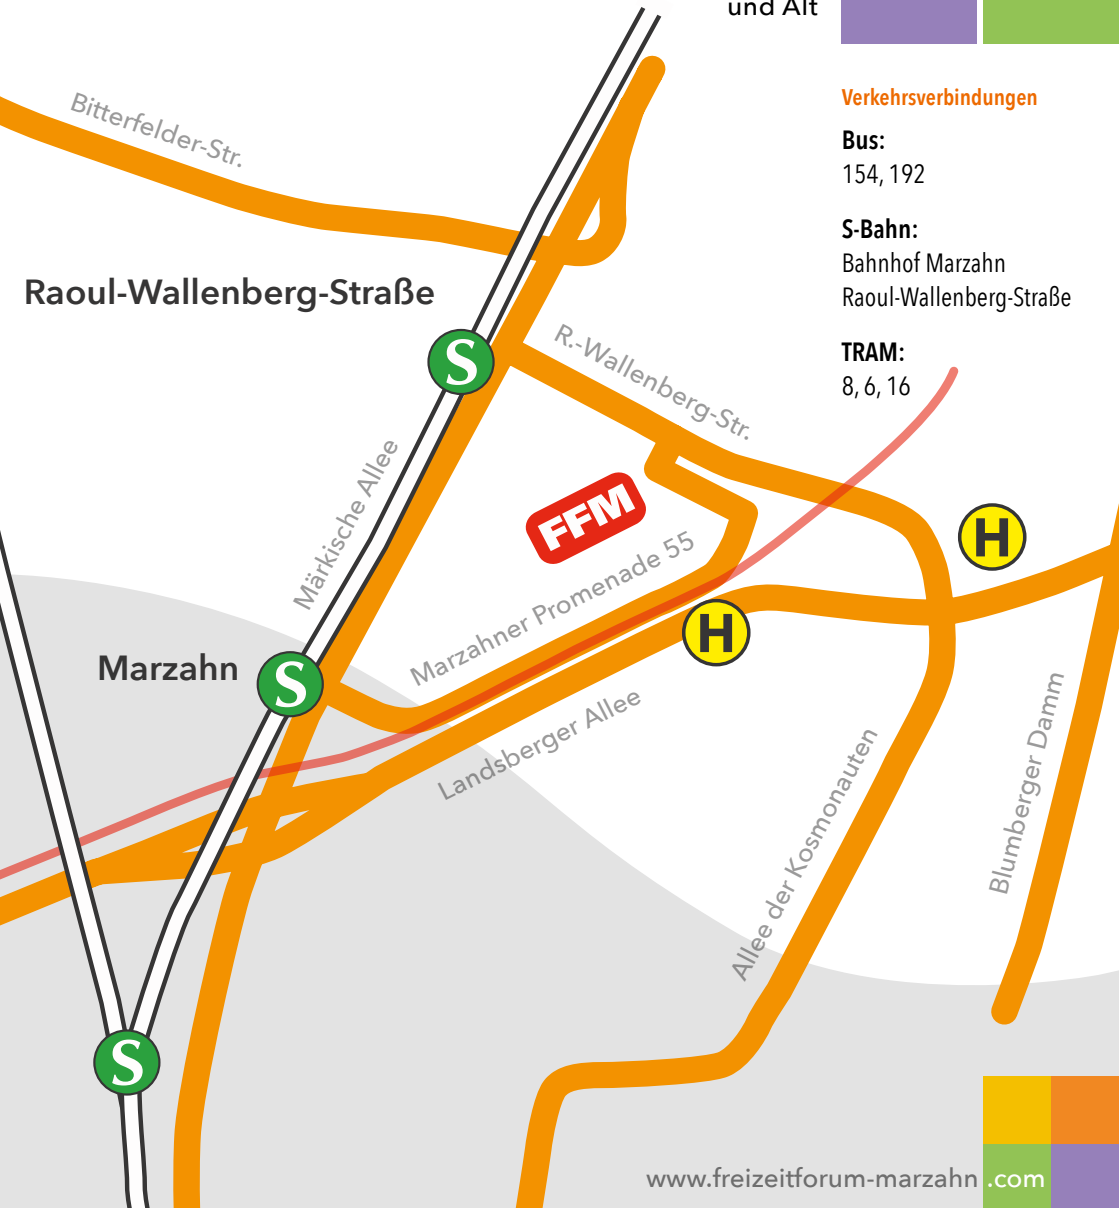 und Alt
Verkehrsverbindungen
Bus:
154, 192
S-Bahn:
Bahnhof Marzahn
Raoul-Wallenberg-Straße
TRAM:
8, 6, 16
Bitterfelder-Str.
Raoul-Wallenberg-Straße
S
R.-Wallenberg-Str.
Märkische Allee
FFM
H
Marzahner Promenade 55
H
Marzahn
S
Landsberger Allee
Allee der Kosmonauten
Blumberger Damm
S
www.freizeitforum-marzahn.com